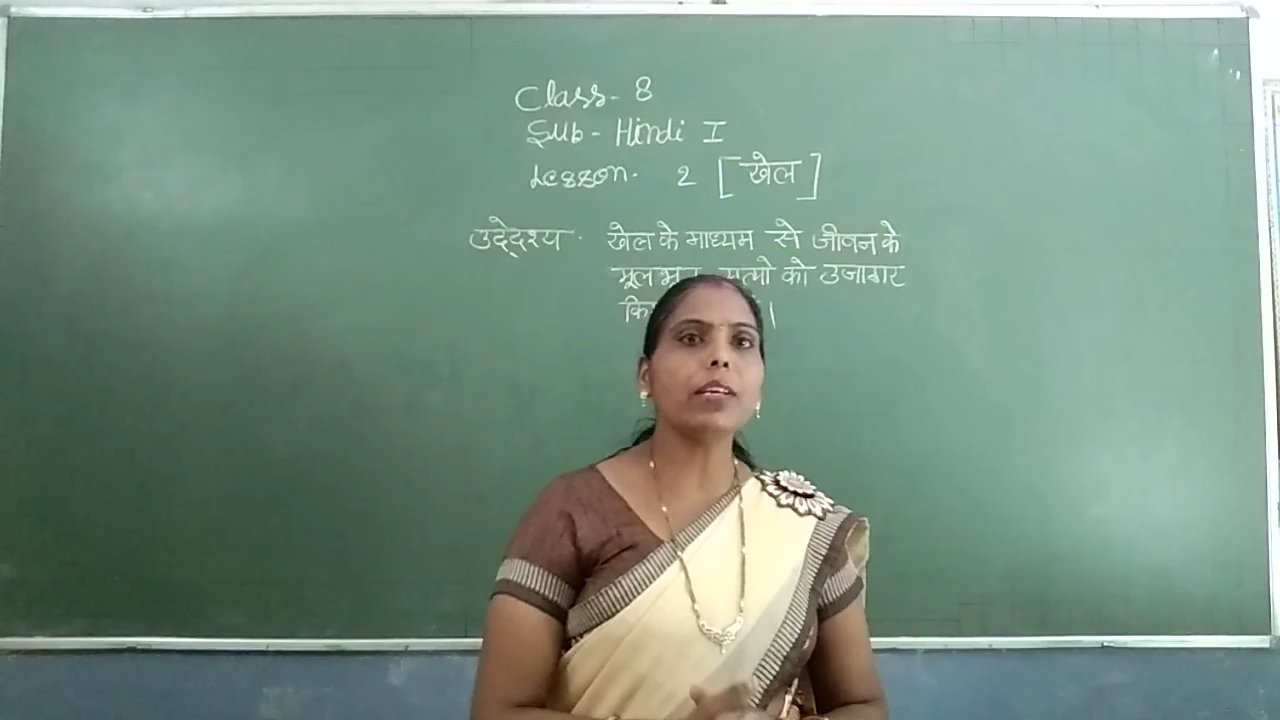 Class - 8
Sub - Hindi I
Lesson. 2 [ खेल ]
उद्देश्य - खेल के माध्यम से जीवन के
को उजागर
।